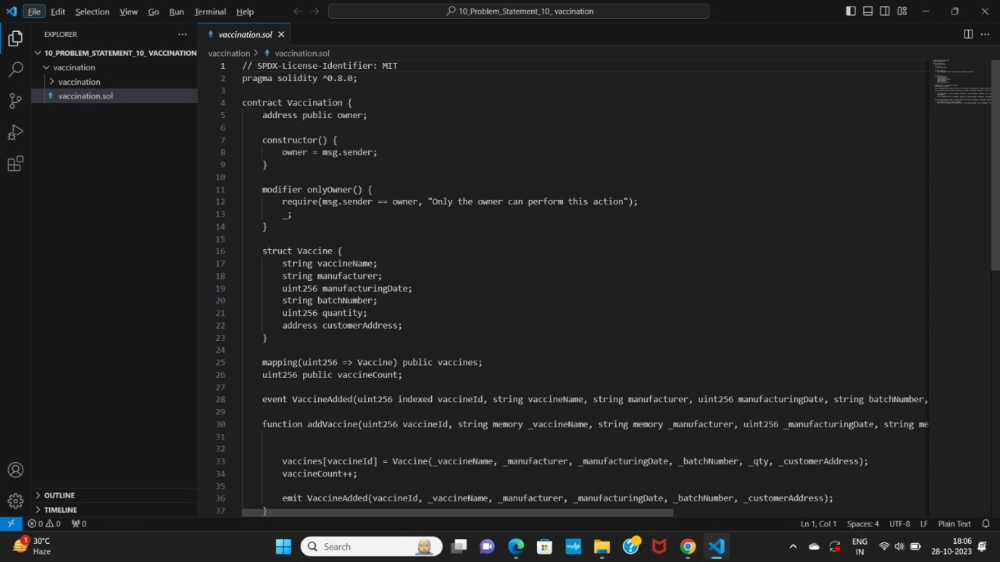 File Edit Selection View Go Run Terminal Help
10_Problem_Statement_10_ vaccination
EXPLORER
10_PROBLEM_STATEMENT_10_ VACCINATION
vaccination
vaccination
vaccination.sol
OUTLINE
TIMELINE
vaccination.sol
vaccination > vaccination.sol
1 // SPDX-License-Identifier: MIT
2 pragma solidity ^0.8.0;
3
4 contract Vaccination {
5 address public owner;
6
7 constructor() {
8 owner = msg.sender;
9 }
10
11 modifier onlyOwner() {
12 require(msg.sender == owner, "Only the owner can perform this action");
13 _;
14 }
15
16 struct Vaccine {
17 string vaccineName;
18 string manufacturer;
19 uint256 manufacturingDate;
20 string batchNumber;
21 uint256 quantity;
22 address customerAddress;
23 }
24
25 mapping(uint256 => Vaccine) public vaccines;
26 uint256 public vaccineCount;
27
28 event VaccineAdded(uint256 indexed vaccineId, string vaccineName, string manufacturer, uint256 manufacturingDate, string batchNumber,
29
30 function addVaccine(uint256 vaccineId, string memory _vaccineName, string memory _manufacturer, uint256 _manufacturingDate, string me
31
32
33 vaccines[vaccineId] = Vaccine(_vaccineName, _manufacturer, _manufacturingDate, _batchNumber, _qty, _customerAddress);
34 vaccineCount++;
35
36 emit VaccineAdded(vaccineId, _vaccineName, _manufacturer, _manufacturingDate, _batchNumber, _customerAddress);
37 }
0 0 0
Ln 1, Col 1 Spaces: 4 UTF-8 LF Plain Text
1
30°C
Haze
Search
myhp
ENG
IN
18:06
28-10-2023